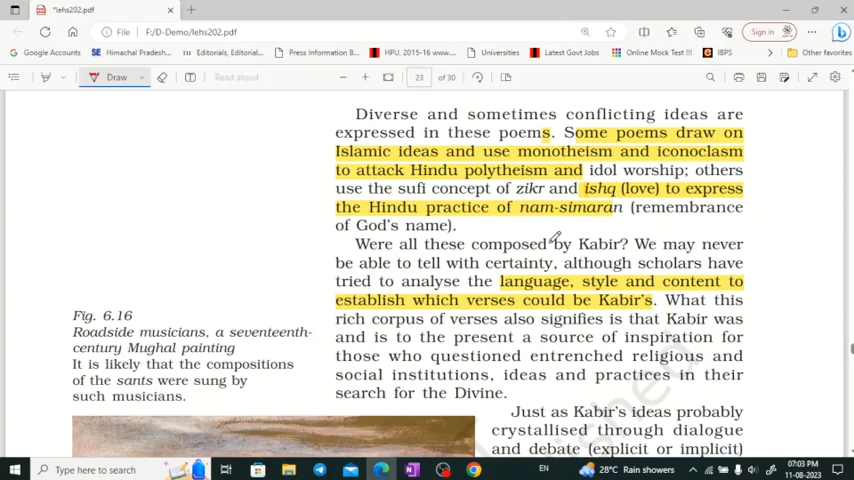 *lehs202.pdf
File
F:/D-Demo/lehs202.pdf
Sign in
Google Courses
SIE
Himachal Pradesh
Editorials, Editorial...
Press Information B...
HPU, 2015-16 www.t...
Universities
Latest Govt Jobs
Online Mock Test !!...
IBPS
Other favorites
Draw
Read aloud
23 of 30
Diverse and sometimes conflicting ideas are
expressed in these poems. Some poems draw on
Islamic ideas and use monotheism and iconoclasm
to attack Hindu polytheism and idol worship; others
use the sufi concept of zikr and ishq (love) to express
the Hindu practice of nam-simaran (remembrance
of God's name).
Were all these composed by Kabir? We may never
be able to tell with certainty, although scholars have
tried to analyse the language, style and content to
establish which verses could be Kabir's. What this
rich corpus of verses also signifies is that Kabir was
and is to the present a source of inspiration for
those who questioned entrenched religious and
social institutions, ideas and practices in their
search for the Divine.
Fig. 6.16
Roadside musicians, a seventeenth-
century Mughal painting
It is likely that the compositions
of the sants were sung by
such musicians.
Just as Kabir's ideas probably
crystallised through dialogue
and debate (explicit or implicit)
Type here to search
EN
28°C Rain showers
07:03 PM
11-08-2023